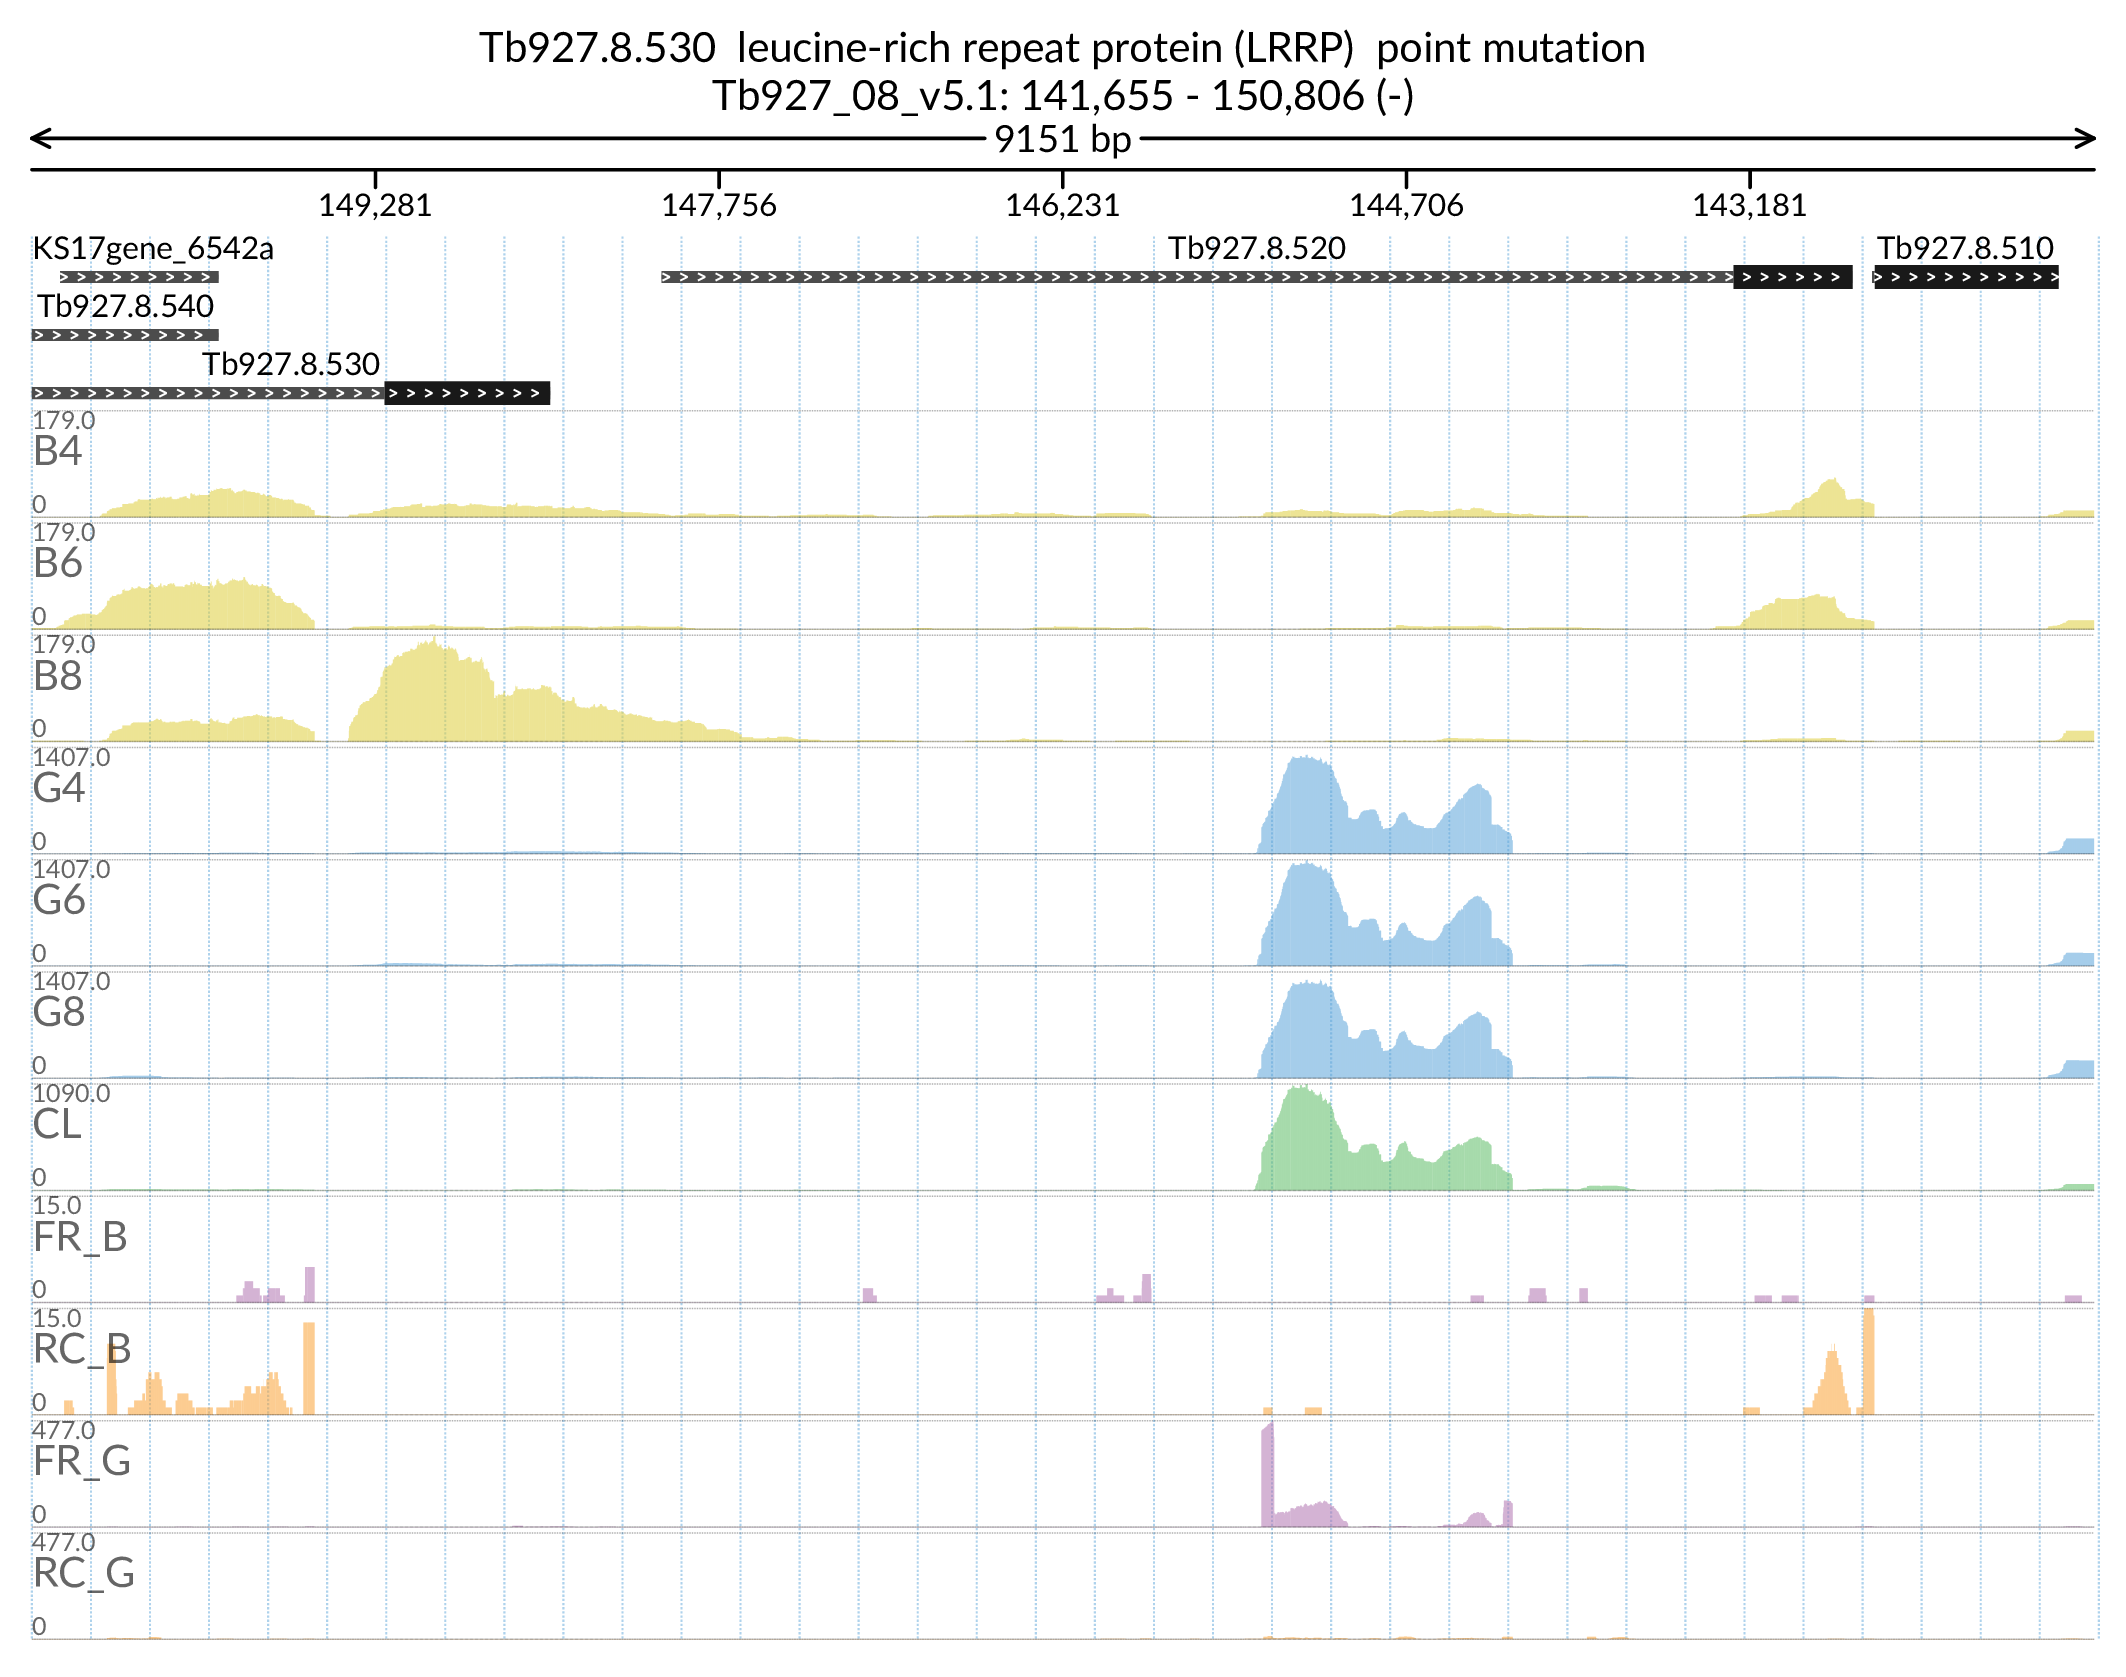 Tb927.8.530 leucine-rich repeat protein (LRRP) point mutation
Tb927_08_v5.1: 141,655 - 150,806 (-)
9151 bp
149,281 147,756 146,231 144,706 143,181
KS17gene_6542a Tb927.8.520 Tb927.8.510
Tb927.8.540
Tb927.8.530
179.0
B4
0
179.0
B6
0
179.0
B8
0
1407.0
G4
0
1407.0
G6
0
1407.0
G8
0
1090.0
CL
0
15.0
FR_B
0
15.0
RC_B
0
477.0
FR_G
0
477.0
RC_G
0